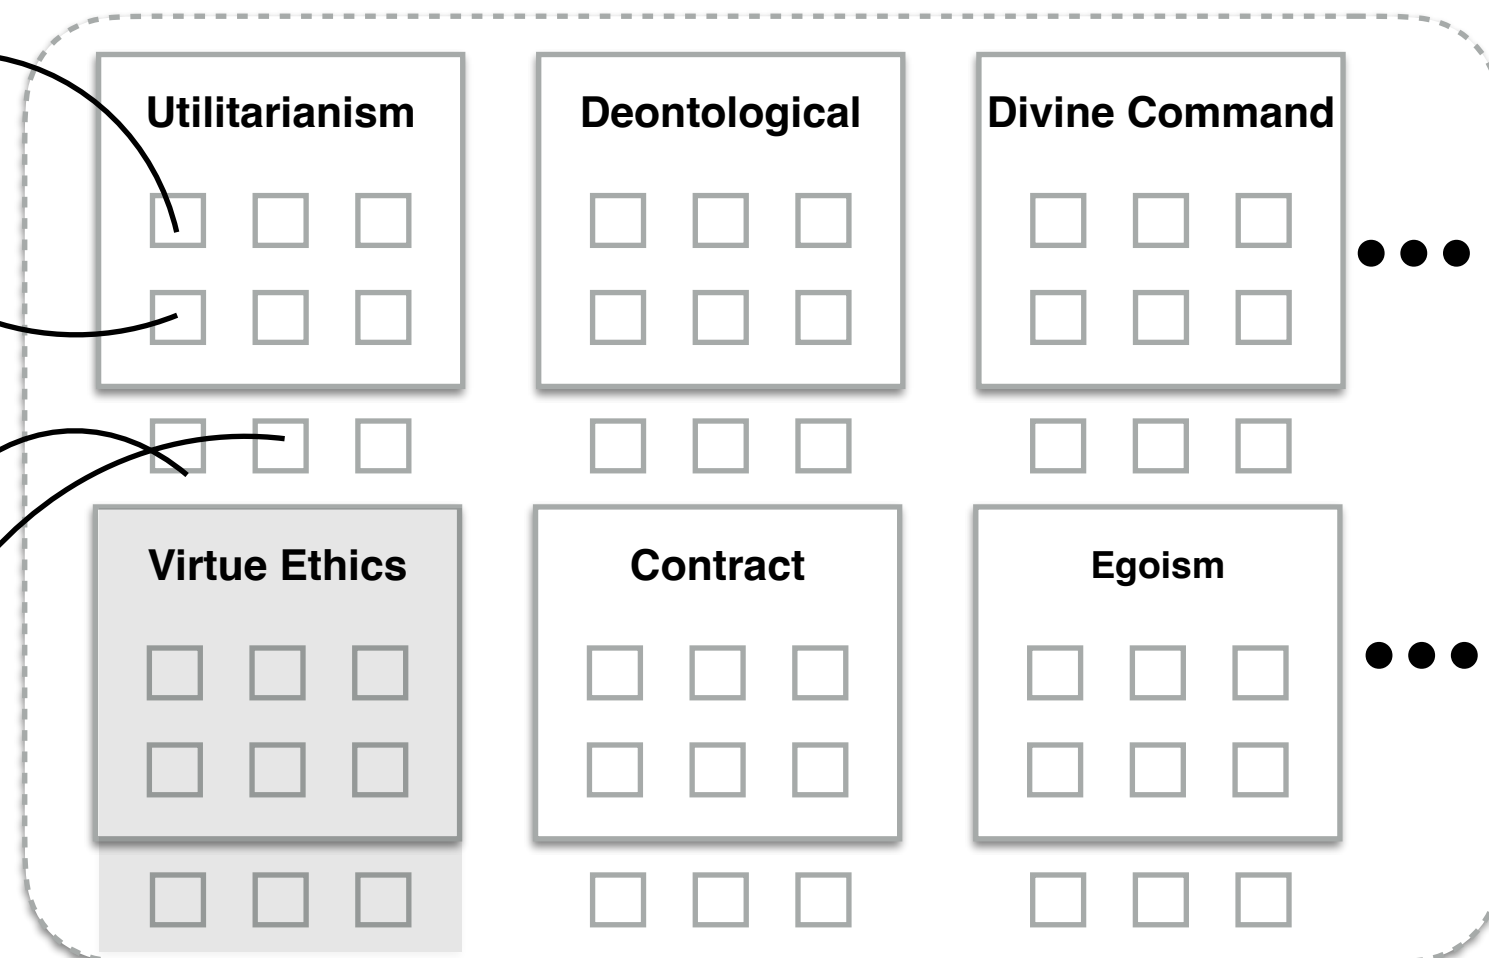 Utilitarianism
Deontological
Divine Command
Virtue Ethics
Contract
Egoism